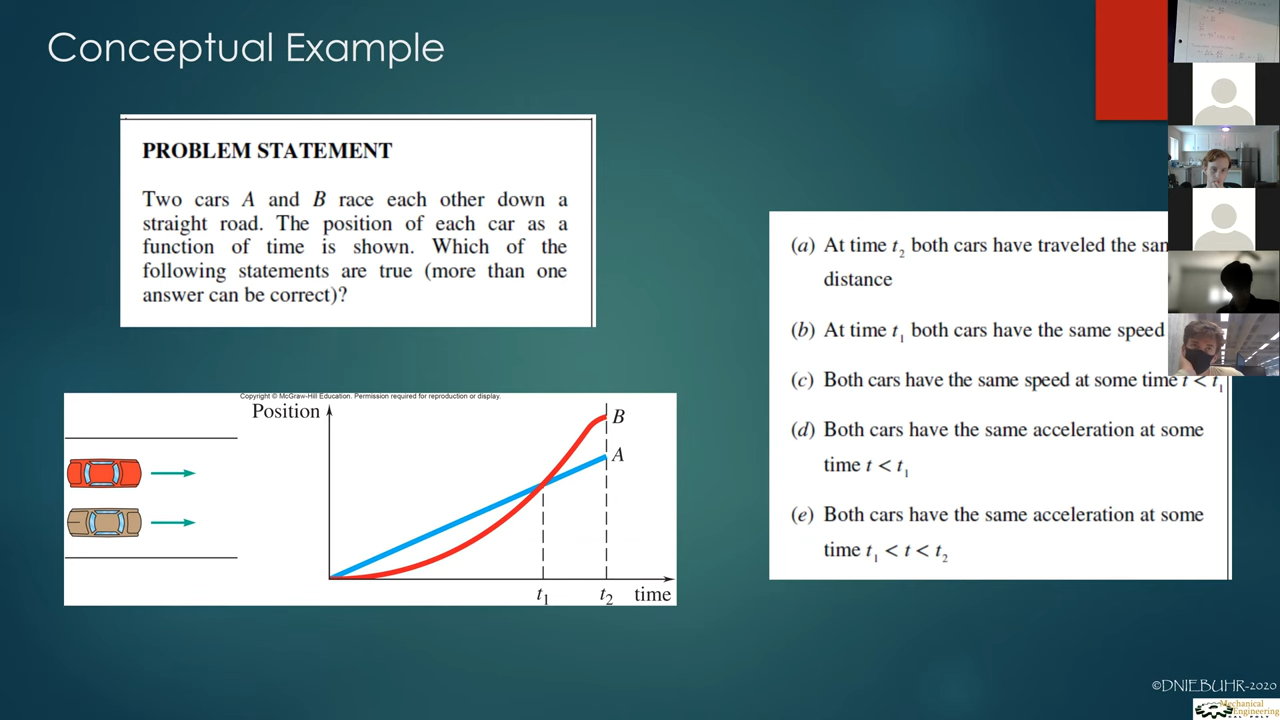 Conceptual Example
PROBLEM STATEMENT
Two cars A and B race each other down a
straight road. The position of each car as a
function of time is shown. Which of the
following statements are true (more than one
answer can be correct)?
Copyright © McGraw-Hill Education. Permission required for reproduction or display.
Position
B
A
t1 t2 time
(a) At time t2 both cars have traveled the
distance
(b) At time t1 both cars have the same speed
(c) Both cars have the same speed at some time t < t1
(d) Both cars have the same acceleration at some
time t < t1
(e) Both cars have the same acceleration at some
time t1 < t < t2
©DNIEBUHR-2020
Mechanical
Engineering